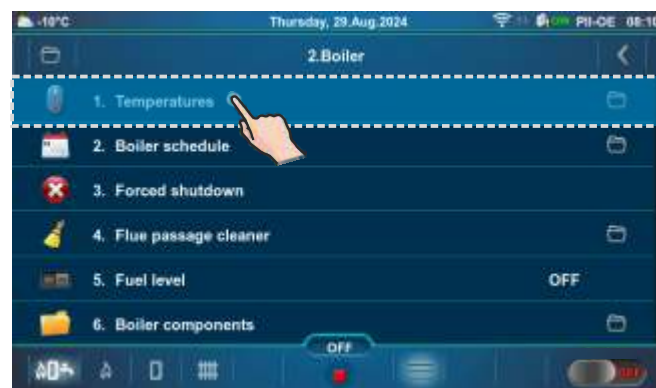 -10°C Thursday, 29.Aug.2024 PII-OE 08:10
2.Boiler
1. Temperatures
2. Boiler schedule
3. Forced shutdown
4. Flue passage cleaner
5. Fuel level OFF
6. Boiler components
OFF
OFF